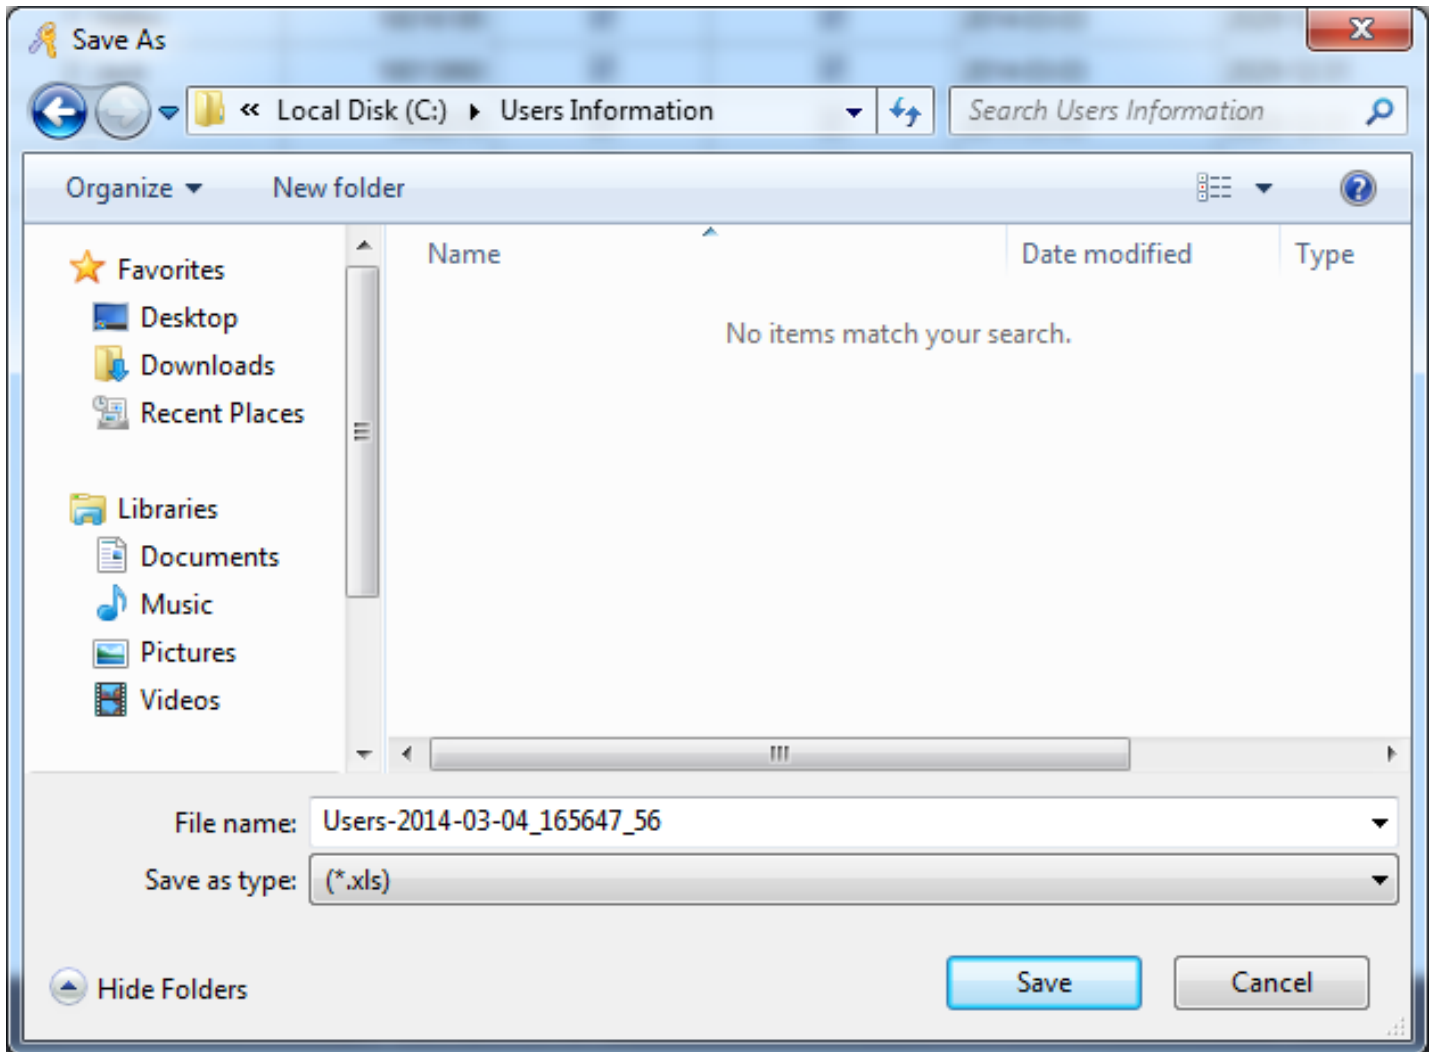 Save As
« Local Disk (C:) Users Information
Search Users Information
Organize New folder
Name Date modified Type
No items match your search.
Favorites
Desktop
Downloads
Recent Places
Libraries
Documents
Music
Pictures
Videos
File name: Users-2014-03-04_165647_56
Save as type: (*.xls)
Hide Folders
Save Cancel